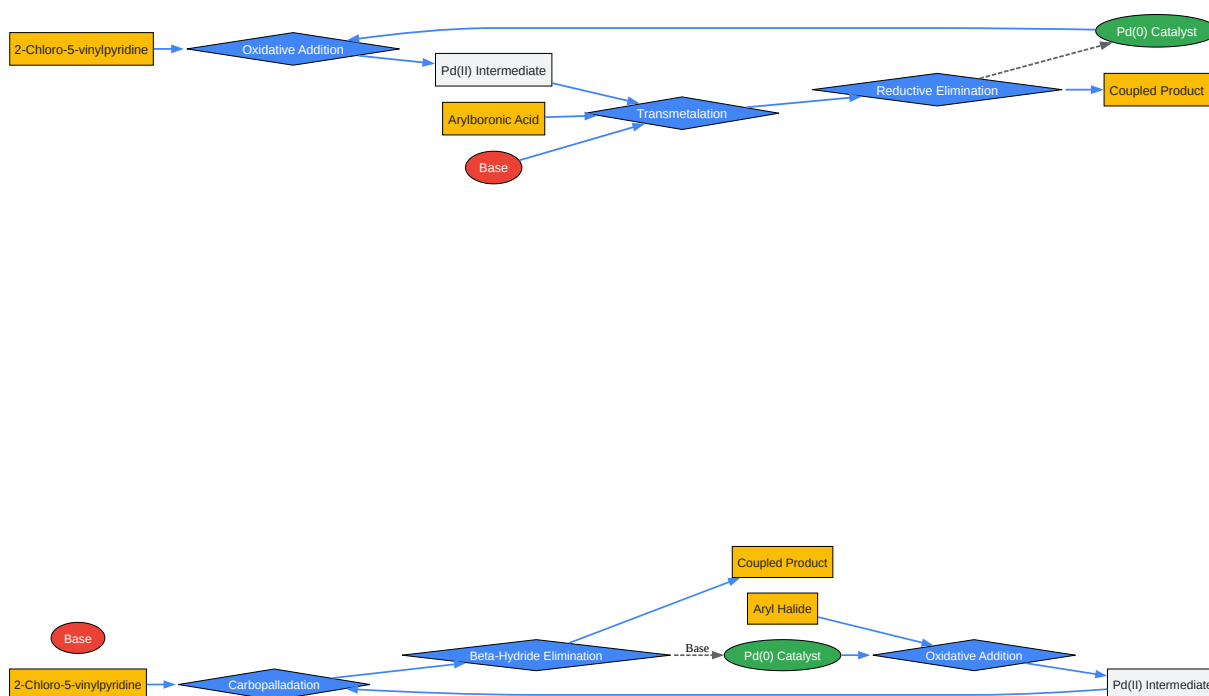 Pd(0) Catalyst
2-Chloro-5-vinylpyridine
Oxidative Addition
Pd(II) Intermediate
Reductive Elimination
Coupled Product
Arylboronic Acid
Transmetalation
Base
Coupled Product
Aryl Halide
Base
Base
Beta-Hydride Elimination
Pd(0) Catalyst
Oxidative Addition
2-Chloro-5-vinylpyridine
Carbopalladation
Pd(II) Intermediate